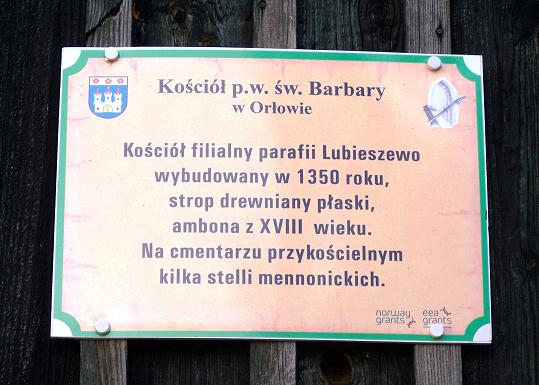 Kościół p.w. św. Barbary
w Orłowie
Kościół filialny parafii Lubieszewo
wybudowany w 1350 roku,
strop drewniany płaski,
ambona z XVIII wieku.
Na cmentarzu przykościelnym
kilka stelli mennonickich.
norway grants
eea grants